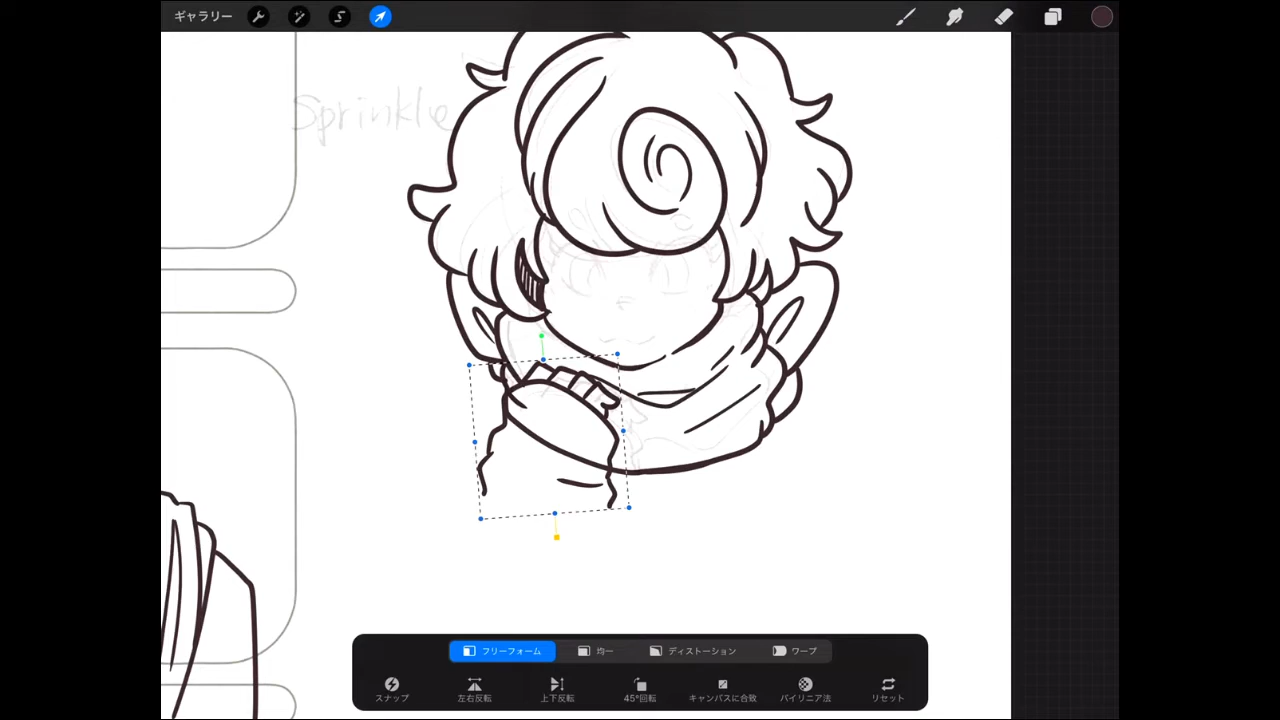 ギャラリー
Sprinkle
フリーフォーム 均一 ディストーション ワープ
スナップ 左右反転 上下反転 45°回転 キャンバスに合致 バイリニア法 リセット